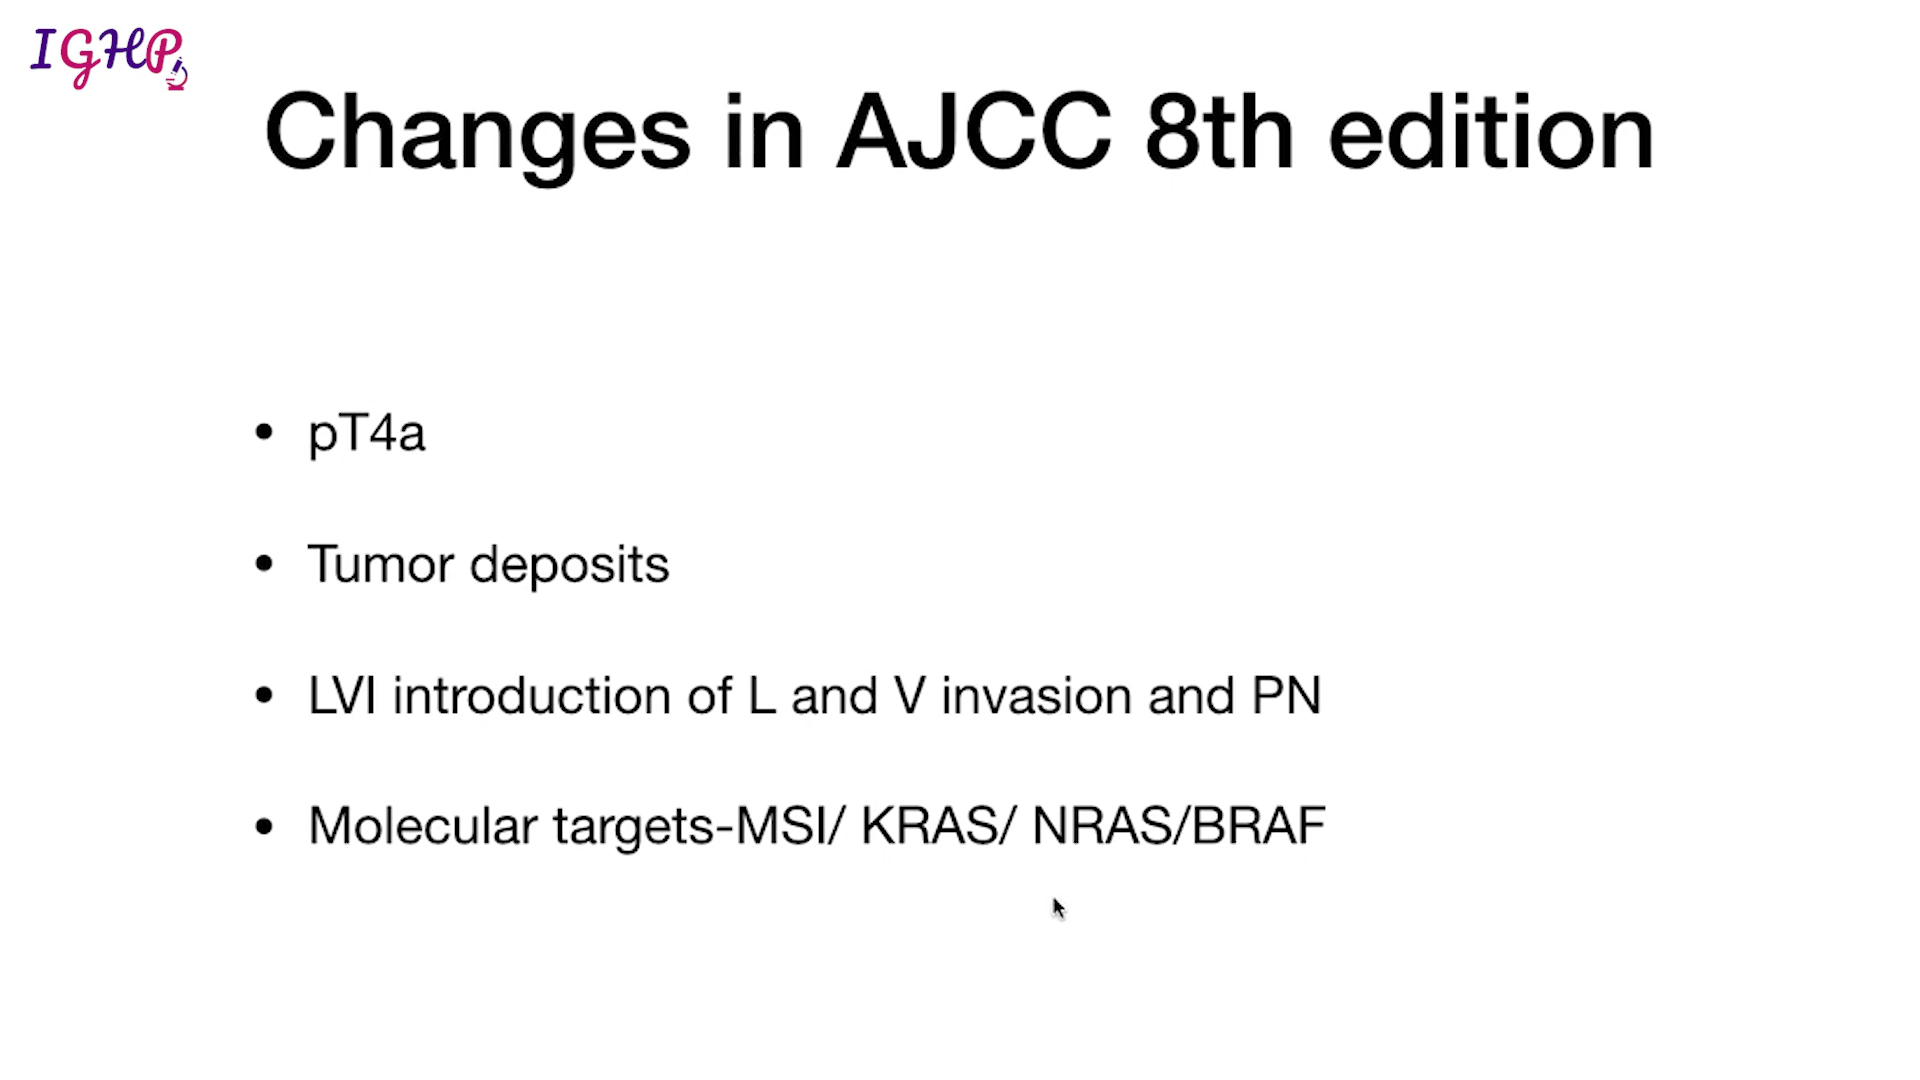 IGHP
Changes in AJCC 8th edition
• pT4a
• Tumor deposits
• LVI introduction of L and V invasion and PN
• Molecular targets-MSI/ KRAS/ NRAS/BRAF